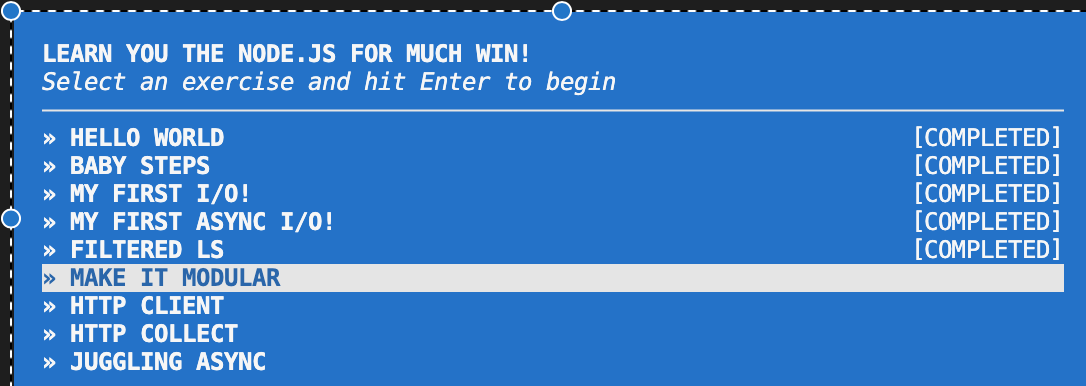 LEARN YOU THE NODE.JS FOR MUCH WIN!
Select an exercise and hit Enter to begin
» HELLO WORLD [COMPLETED]
» BABY STEPS [COMPLETED]
» MY FIRST I/O! [COMPLETED]
» MY FIRST ASYNC I/O! [COMPLETED]
» FILTERED LS [COMPLETED]
» MAKE IT MODULAR
» HTTP CLIENT
» HTTP COLLECT
» JUGGLING ASYNC